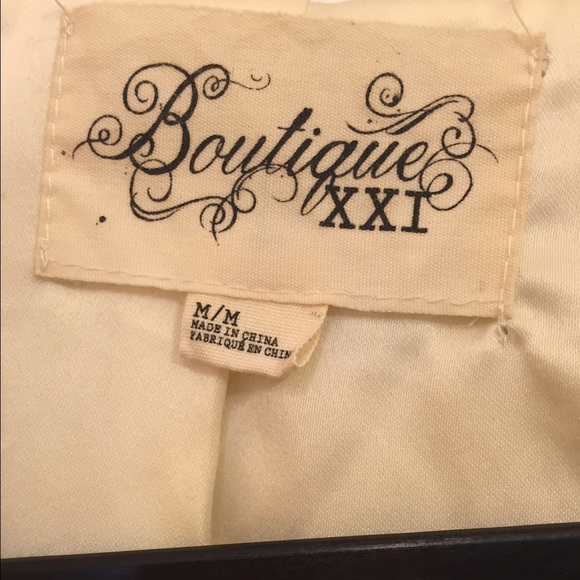 Boutique
XXI
M/M
MADE IN CHINA
FABRIQUÉ EN CHIN